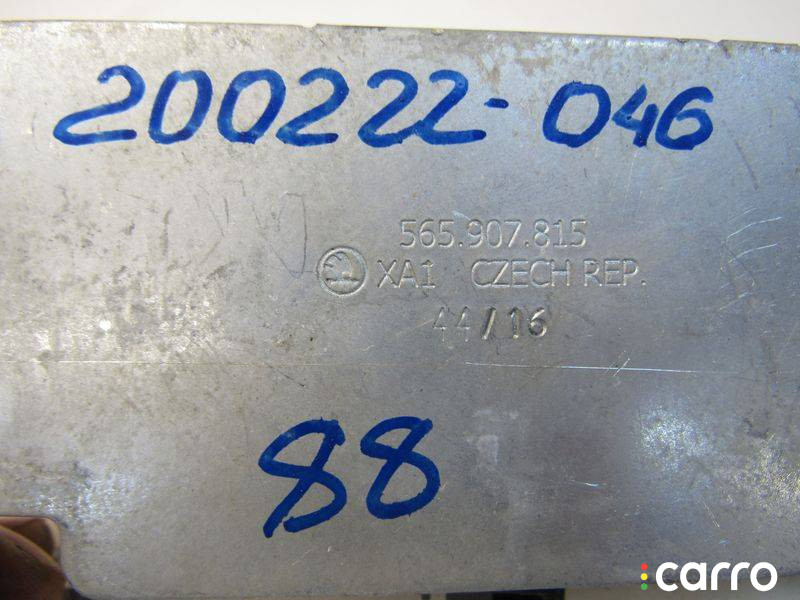 200222-046
565.907.815
XA1 CZECH REP.
44/16
88
carro